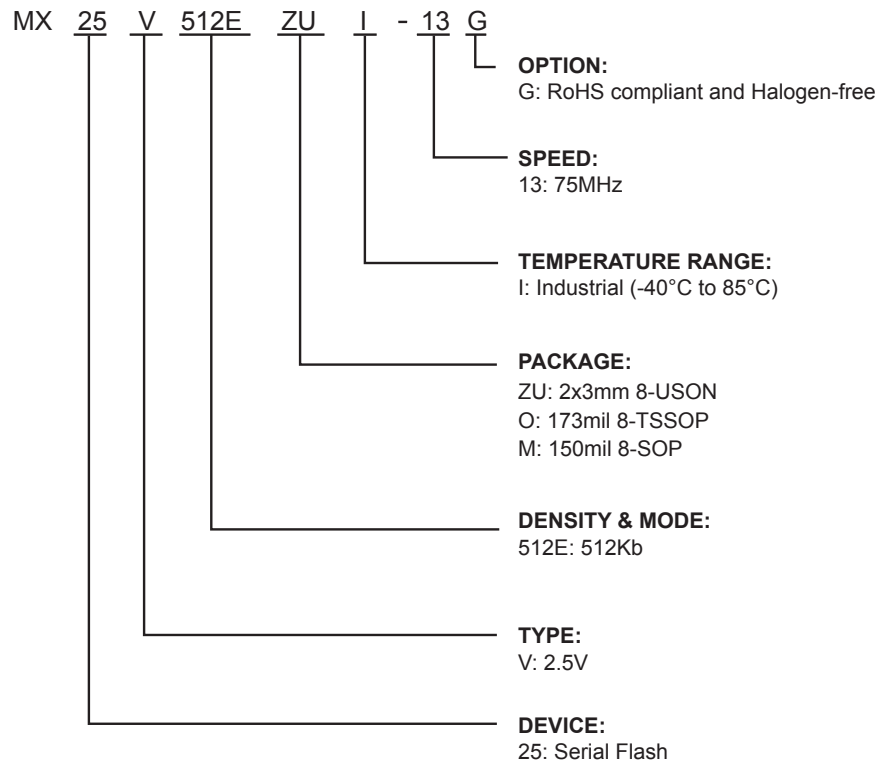 MX 25 V 512E ZU I - 13 G
OPTION:
G: RoHS compliant and Halogen-free
SPEED:
13: 75MHz
TEMPERATURE RANGE:
I: Industrial (-40°C to 85°C)
PACKAGE:
ZU: 2x3mm 8-USON
O: 173mil 8-TSSOP
M: 150mil 8-SOP
DENSITY & MODE:
512E: 512Kb
TYPE:
V: 2.5V
DEVICE:
25: Serial Flash